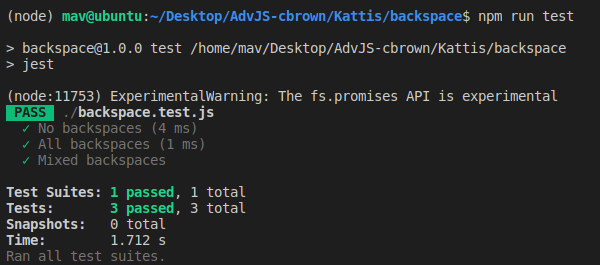 (node) mav@ubuntu:~/Desktop/AdvJS-cbrown/Kattis/backspace$ npm run test
> backspace@1.0.0 test /home/mav/Desktop/AdvJS-cbrown/Kattis/backspace
> jest
(node:11753) ExperimentalWarning: The fs.promises API is experimental
PASS ./backspace.test.js
✓ No backspaces (4 ms)
✓ All backspaces (1 ms)
✓ Mixed backspaces
Test Suites: 1 passed, 1 total
Tests: 3 passed, 3 total
Snapshots: 0 total
Time: 1.712 s
Ran all test suites.